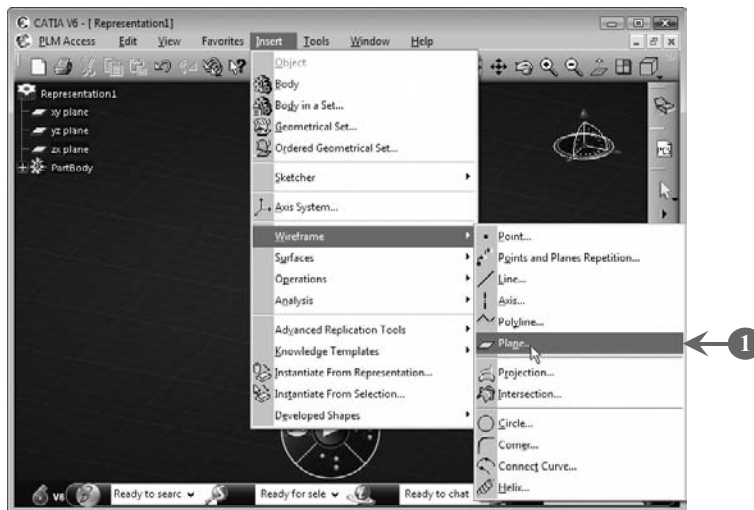 CATIA V6 - [ Representation1]
PLM Access Edit View Favorites Insert Tools Window Help
Representation1
xy plane
yz plane
zx plane
PartBody
Object
Body
Body in a Set...
Geometrical Set...
Ordered Geometrical Set...
Sketcher
Axis System...
Wireframe
Surfaces
Operations
Analysis
Advanced Replication Tools
Knowledge Templates
Instantiate From Representation...
Instantiate From Selection...
Developed Shapes
Point...
Points and Planes Repetition...
Line...
Axis...
Polyline...
Plane...
Projection...
Intersection...
Circle...
Corner...
Connect Curve...
Helix...
1
PCS
V6 Ready to searc Ready for sele Ready to chat